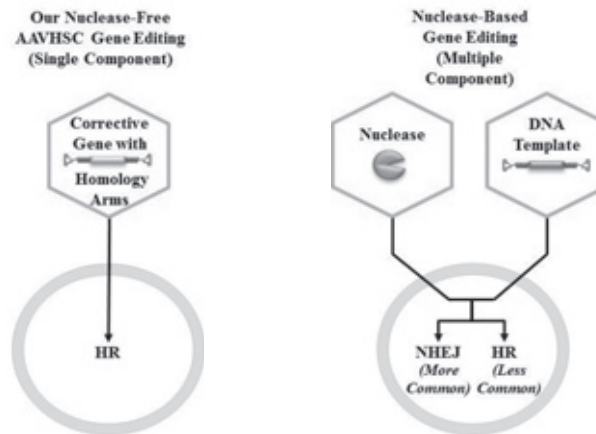 Our Nuclease-Free
AAVHSC Gene Editing
(Single Component)
Corrective
Gene with
Homology
Arms
HR
Nuclease-Based
Gene Editing
(Multiple
Component)
Nuclease
DNA
Template
NHEJ
(More
Common)
HR
(Less
Common)